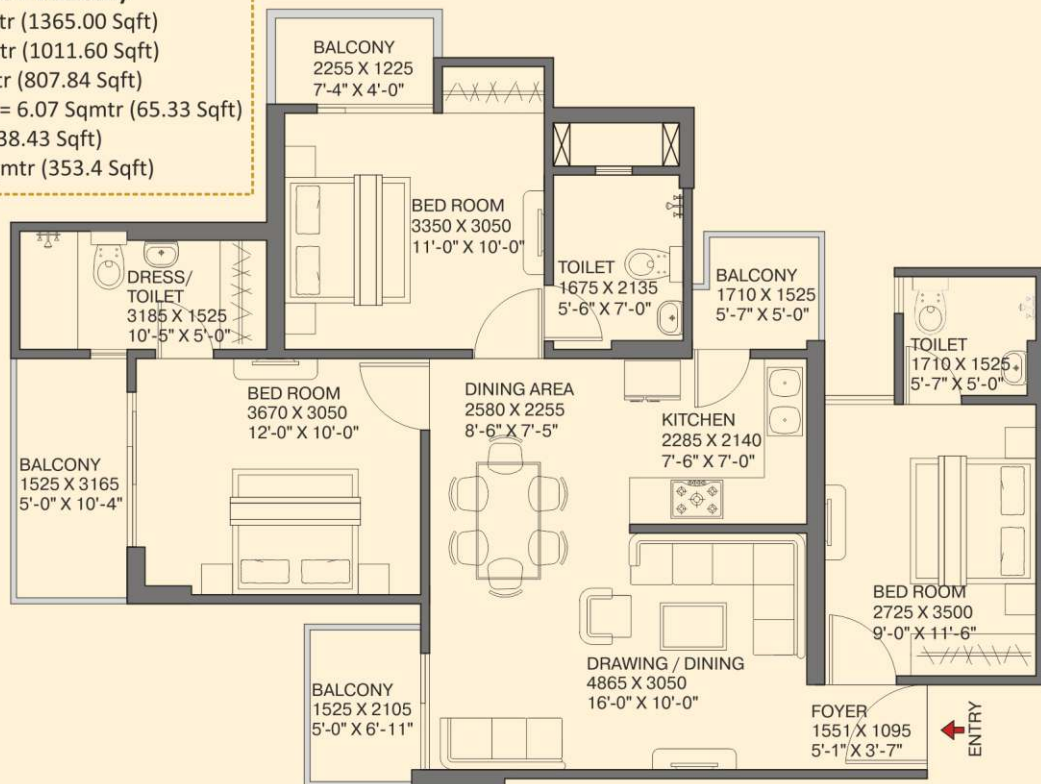 tr (1365.00 Sqft)
tr (1011.60 Sqft)
tr (807.84 Sqft)
= 6.07 Sqmtr (65.33 Sqft)
38.43 Sqft)
mtr (353.4 Sqft)
BALCONY
2255 X 1225
7'-4" X 4'-0"
BED ROOM
3350 X 3050
11'-0" X 10'-0"
TOILET
1675 X 2135
5'-6" X 7'-0"
BALCONY
1710 X 1525
5'-7" X 5'-0"
DRESS/
TOILET
3185 X 1525
10'-5" X 5'-0"
TOILET
1710 X 1525
5'-7" X 5'-0"
BED ROOM
3670 X 3050
12'-0" X 10'-0"
DINING AREA
2580 X 2255
8'-6" X 7'-5"
KITCHEN
2285 X 2140
7'-6" X 7'-0"
BALCONY
1525 X 3165
5'-0" X 10'-4"
BED ROOM
2725 X 3500
9'-0" X 11'-6"
DRAWING / DINING
4865 X 3050
16'-0" X 10'-0"
BALCONY
1525 X 2105
5'-0" X 6'-11"
FOYER
1551 X 1095
5'-1" X 3'-7"
ENTRY